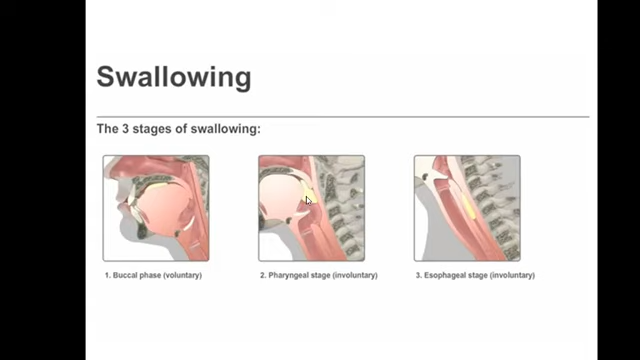 Swallowing
The 3 stages of swallowing:
1. Buccal phase (voluntary)
2. Pharyngeal stage (involuntary)
3. Esophageal stage (involuntary)